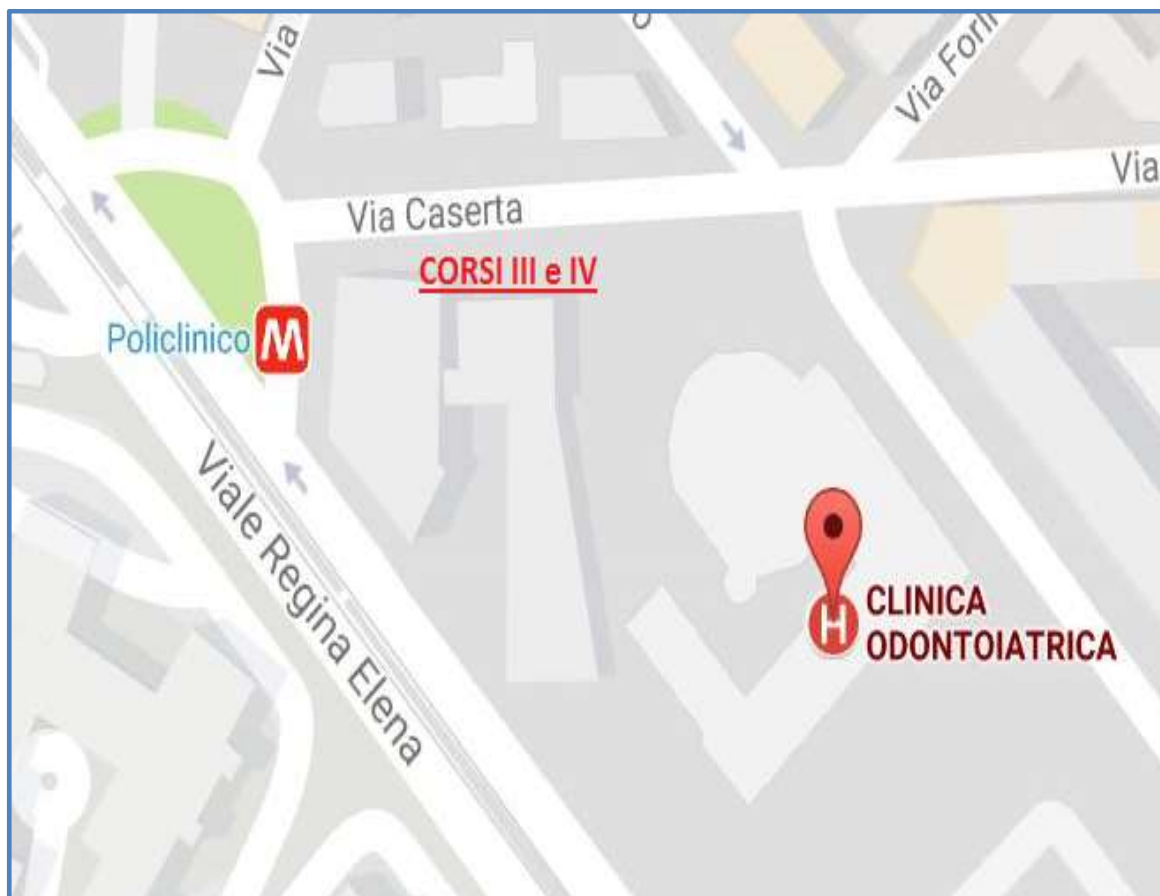 Via
Via Forlì
Via
Via Caserta
CORSI III e IV
Policlinico M
Viale Regina Elena
H CLINICA
ODONTOIATRICA